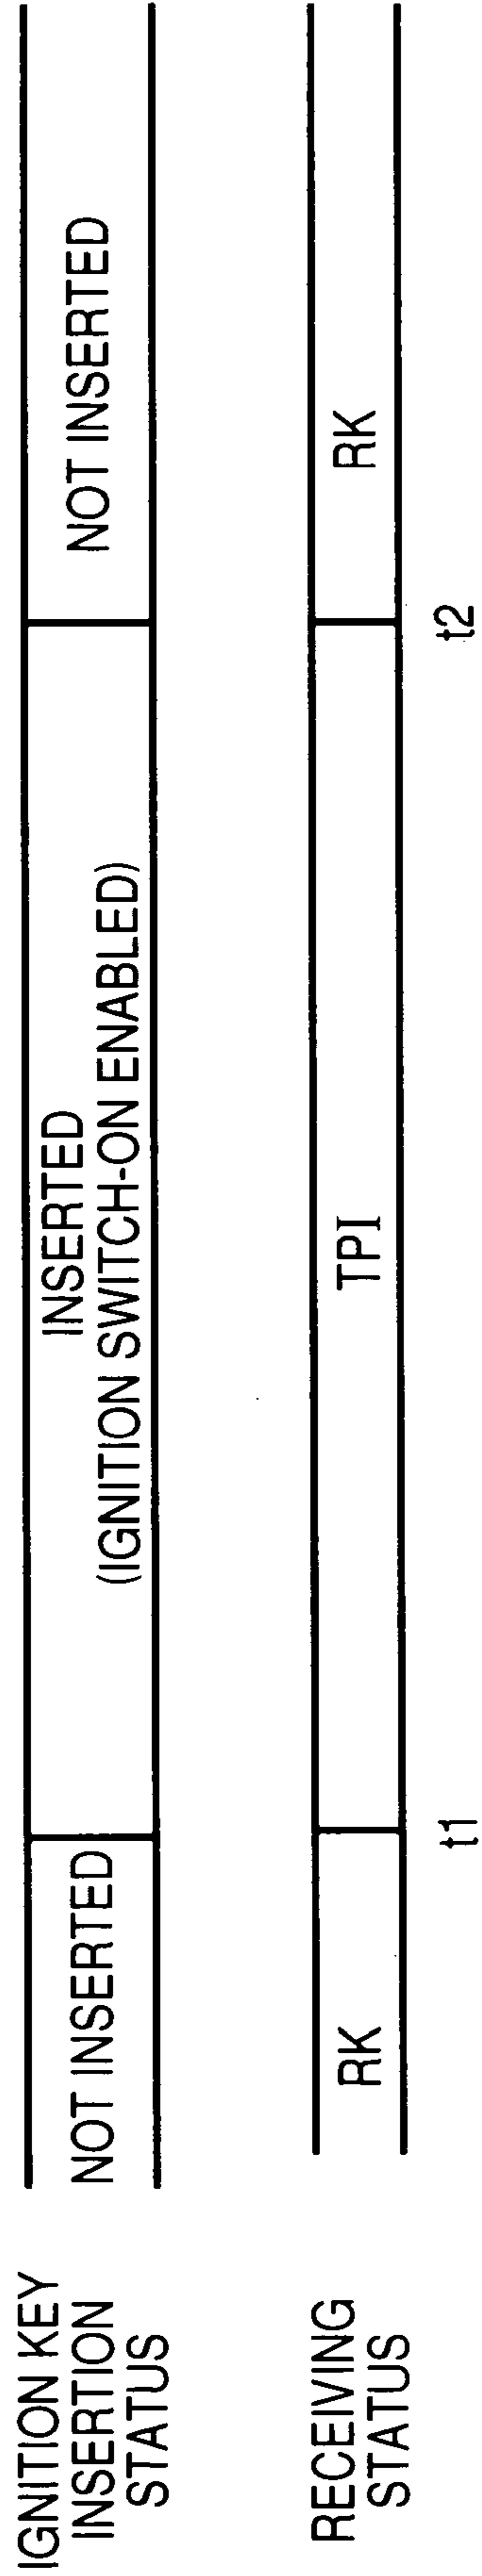 IGNITION KEY
INSERTION
STATUS
NOT INSERTED
INSERTED
(IGNITION SWITCH-ON ENABLED)
NOT INSERTED
RECEIVING
STATUS
RK
TPI
RK
t1
t2